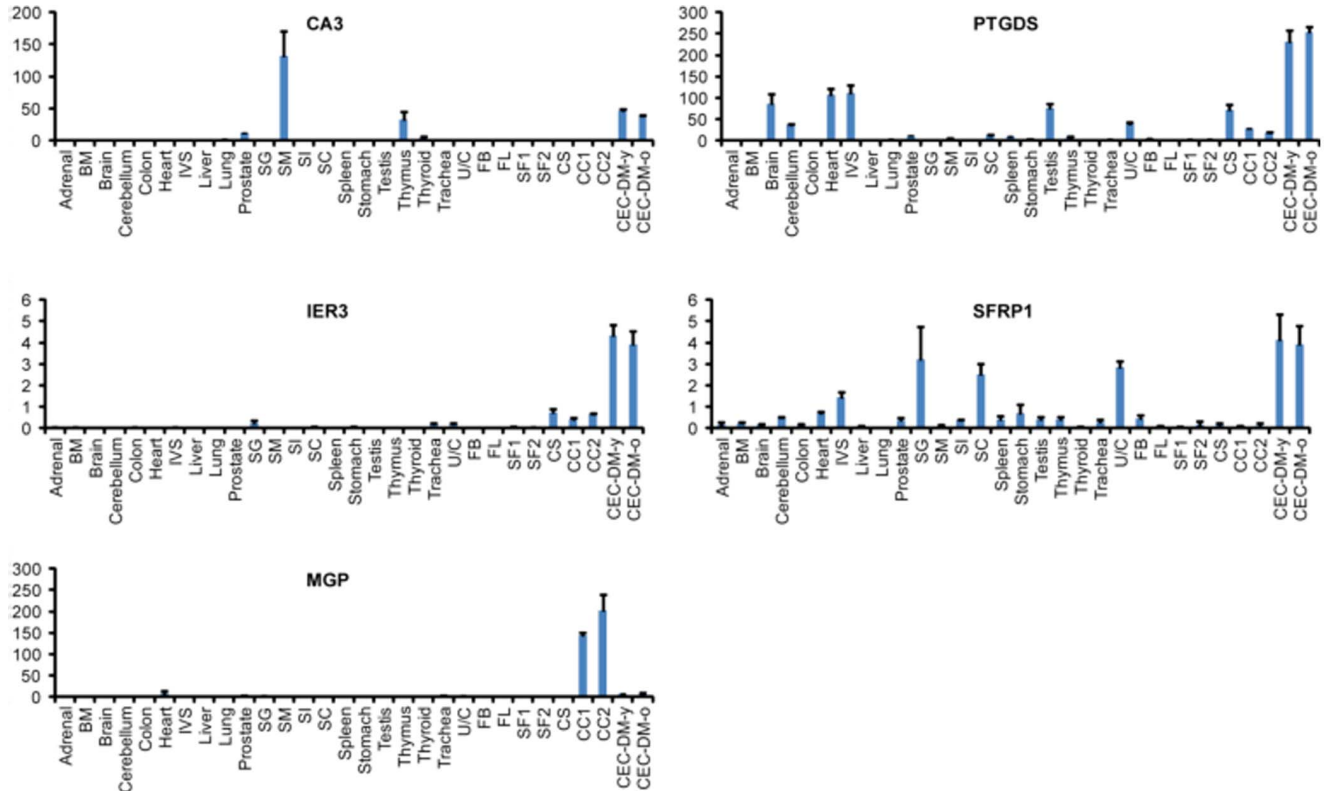 CA3
200
150
100
50
0
Adrenal
BM
Brain
Cerebellum
Colon
Heart
IVS
Liver
Lung
Prostate
SG
SM
SI
SC
Spleen
Stomach
Testis
Thymus
Thyroid
Trachea
U/C
FB
FL
SF1
SF2
CS
CC1
CC2
CEC-DM-y
CEC-DM-o
PTGDS
300
250
200
150
100
50
0
Adrenal
BM
Brain
Cerebellum
Colon
Heart
IVS
Liver
Lung
Prostate
SG
SM
SI
SC
Spleen
Stomach
Testis
Thymus
Thyroid
Trachea
U/C
FB
FL
SF1
SF2
CS
CC1
CC2
CEC-DM-y
CEC-DM-o
IER3
6
5
4
3
2
1
0
Adrenal
BM
Brain
Cerebellum
Colon
Heart
IVS
Liver
Lung
Prostate
SG
SM
SI
SC
Spleen
Stomach
Testis
Thymus
Thyroid
Trachea
U/C
FB
FL
SF1
SF2
CS
CC1
CC2
CEC-DM-y
CEC-DM-o
SFRP1
6
5
4
3
2
1
0
Adrenal
BM
Brain
Cerebellum
Colon
Heart
IVS
Liver
Lung
Prostate
SG
SM
SI
SC
Spleen
Stomach
Testis
Thymus
Thyroid
Trachea
U/C
FB
FL
SF1
SF2
CS
CC1
CC2
CEC-DM-y
CEC-DM-o
MGP
300
250
200
150
100
50
0
Adrenal
BM
Brain
Cerebellum
Colon
Heart
IVS
Liver
Lung
Prostate
SG
SM
SI
SC
Spleen
Stomach
Testis
Thymus
Thyroid
Trachea
U/C
FB
FL
SF1
SF2
CS
CC1
CC2
CEC-DM-y
CEC-DM-o